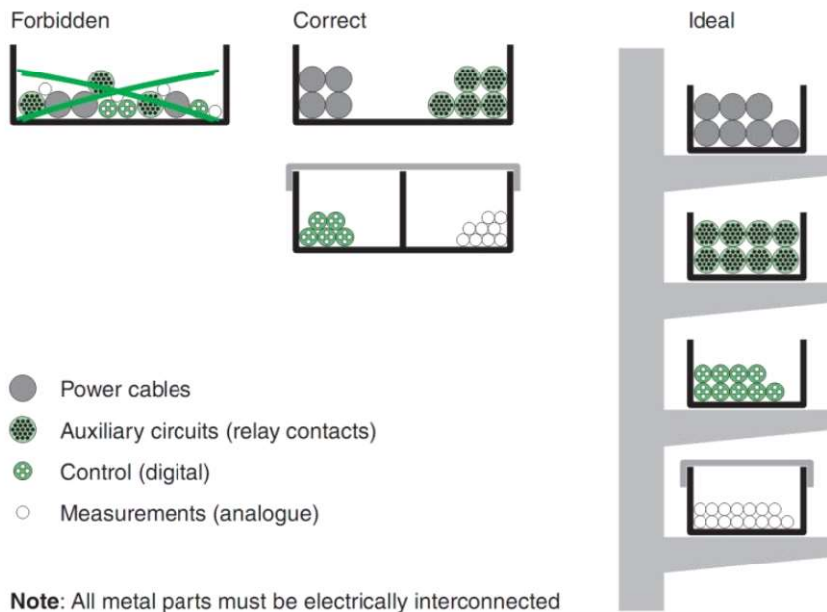 Forbidden
Correct
Ideal
Power cables
Auxiliary circuits (relay contacts)
Control (digital)
Measurements (analogue)
Note: All metal parts must be electrically interconnected